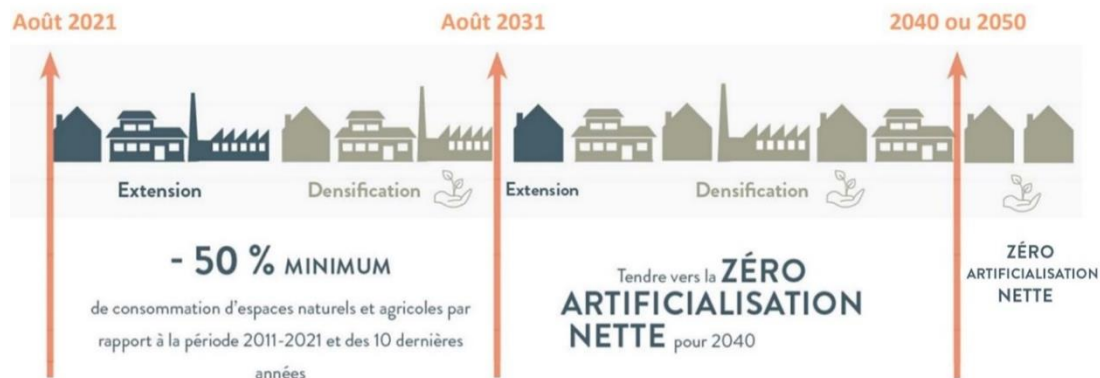 Août 2021
Août 2031
2040 ou 2050
Extension
Densification
Extension
Densification
- 50 % MINIMUM
de consommation d'espaces naturels et agricoles par
rapport à la période 2011-2021 et des 10 dernières
années
Tendre vers la ZÉRO
ARTIFICIALISATION
NETTE pour 2040
ZÉRO
ARTIFICIALISATION
NETTE